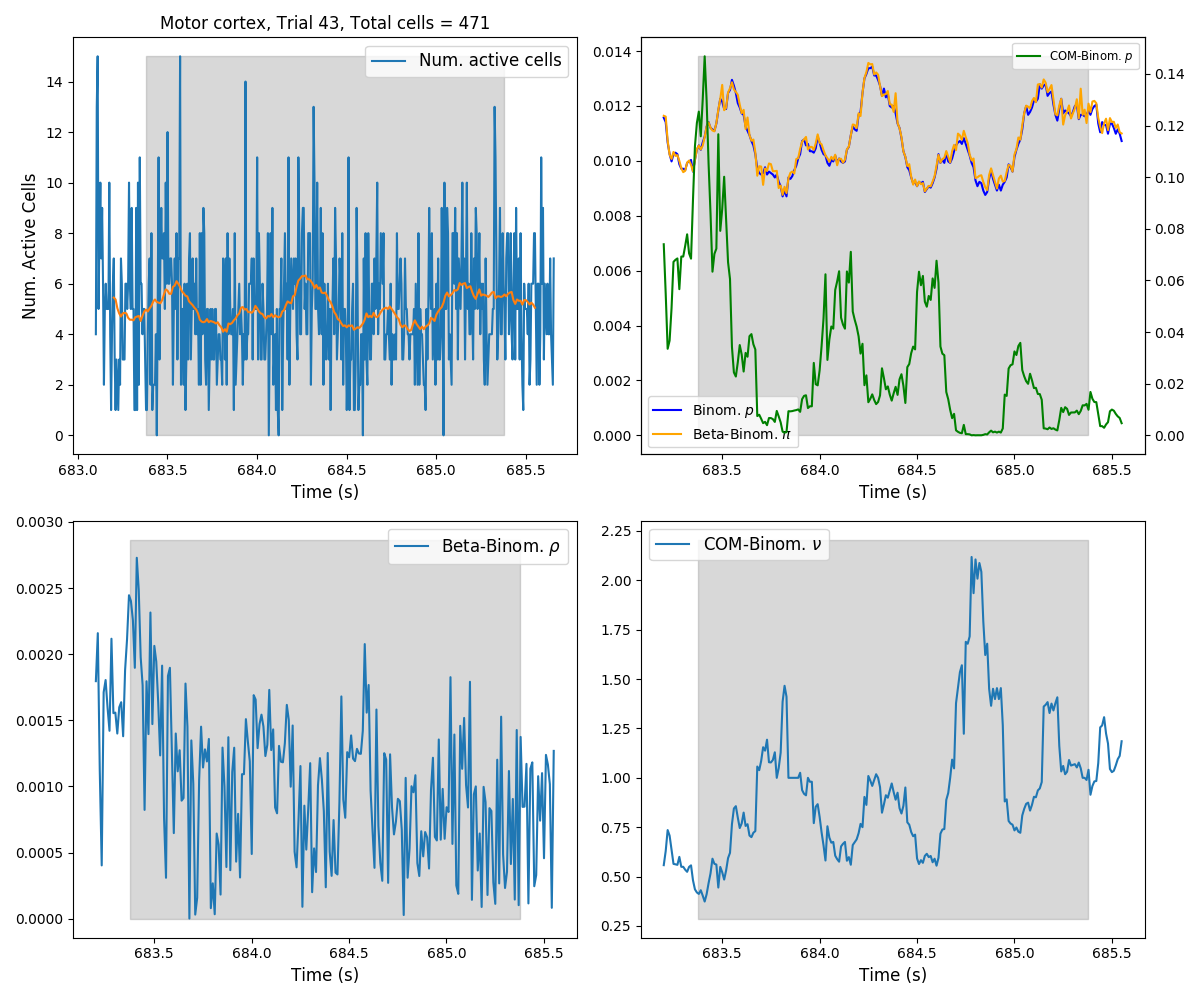 Motor cortex, Trial 43, Total cells = 471
Num. active cells
Num. Active Cells
14
12
10
8
6
4
2
0
683.0 683.5 684.0 684.5 685.0 685.5
Time (s)
COM-Binom. p
0.014
0.012
0.010
0.008
0.006
0.004
0.002
0.000
0.14
0.12
0.10
0.08
0.06
0.04
0.02
0.00
Binom. p
Beta-Binom. π
683.5 684.0 684.5 685.0 685.5
Time (s)
Beta-Binom. ρ
0.0030
0.0025
0.0020
0.0015
0.0010
0.0005
0.0000
683.5 684.0 684.5 685.0 685.5
Time (s)
COM-Binom. ν
2.25
2.00
1.75
1.50
1.25
1.00
0.75
0.50
0.25
683.5 684.0 684.5 685.0 685.5
Time (s)